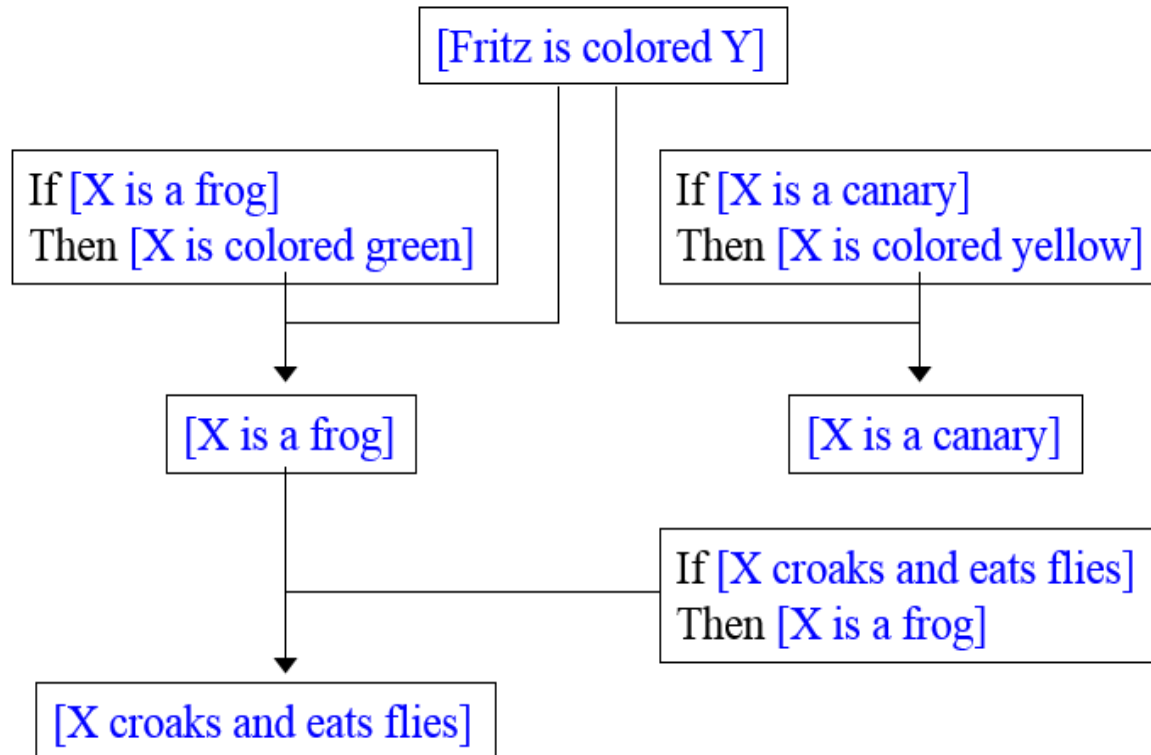 [Fritz is colored Y]
If [X is a frog]
Then [X is colored green]
If [X is a canary]
Then [X is colored yellow]
[X is a frog]
[X is a canary]
If [X croaks and eats flies]
Then [X is a frog]
[X croaks and eats flies]